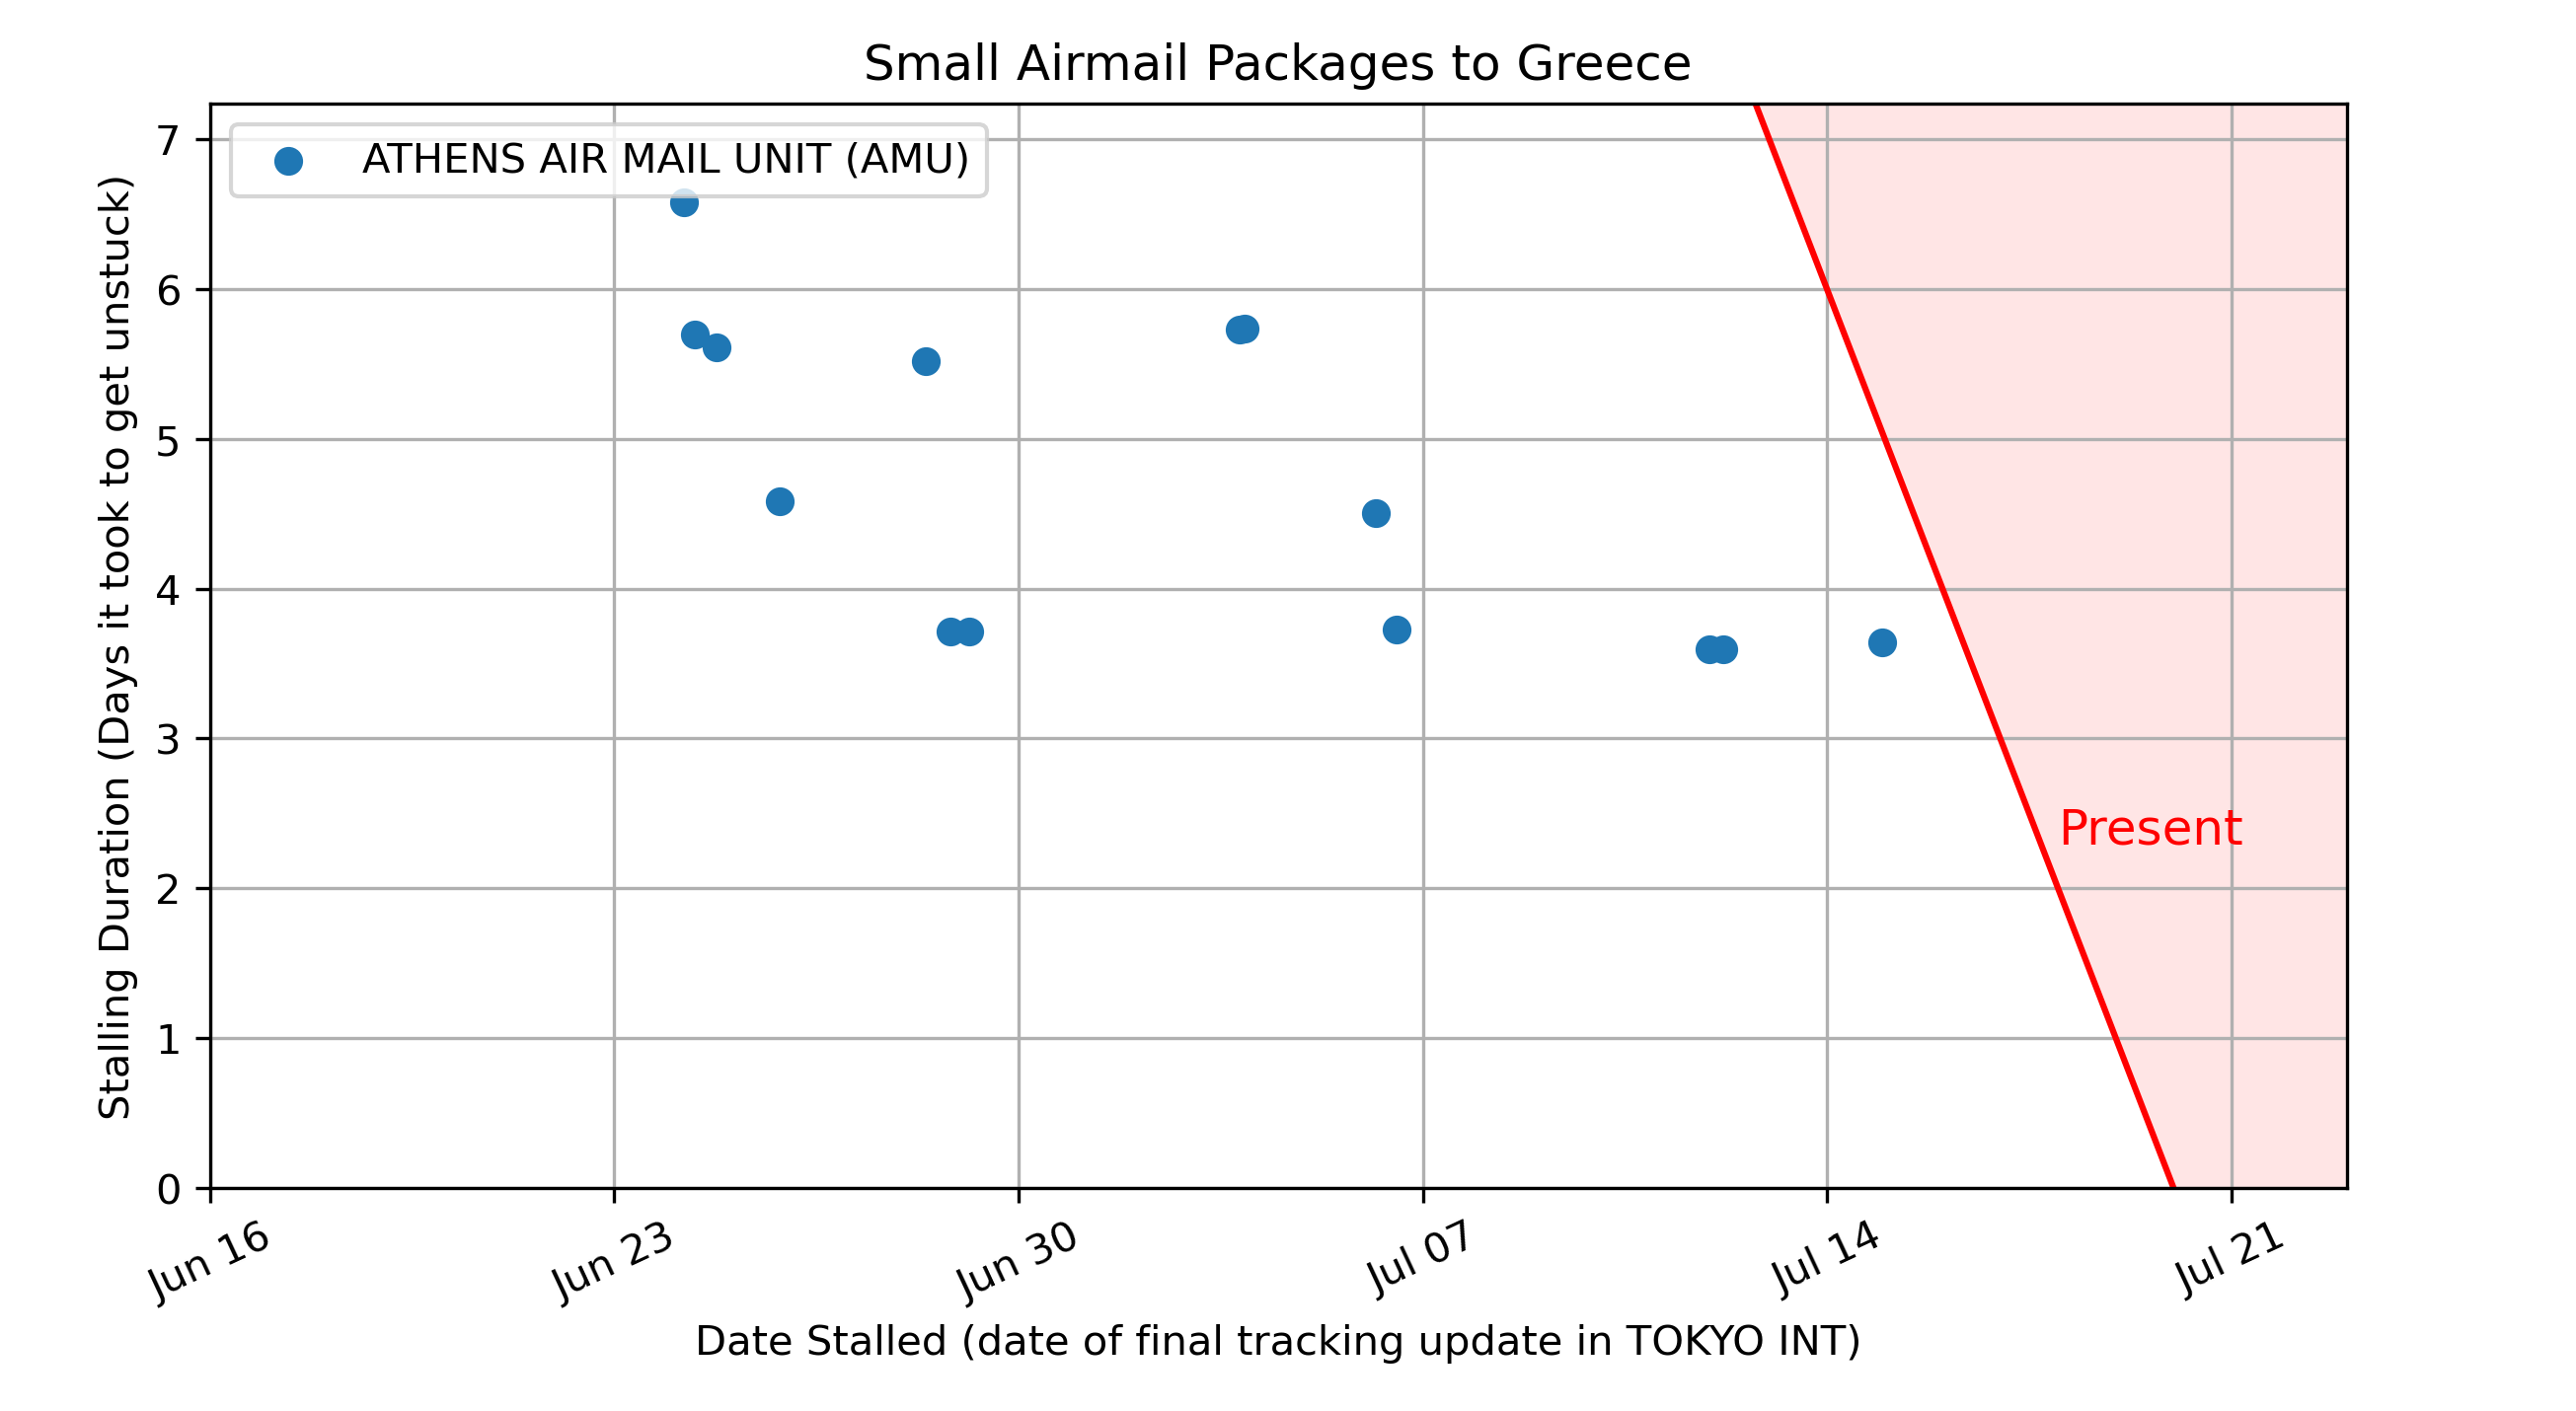 Small Airmail Packages to Greece
ATHENS AIR MAIL UNIT (AMU)
Stalling Duration (Days it took to get unstuck)
7
6
5
4
3
2
1
0
Present
Jun 16
Jun 23
Jun 30
Jul 07
Jul 14
Jul 21
Date Stalled (date of final tracking update in TOKYO INT)